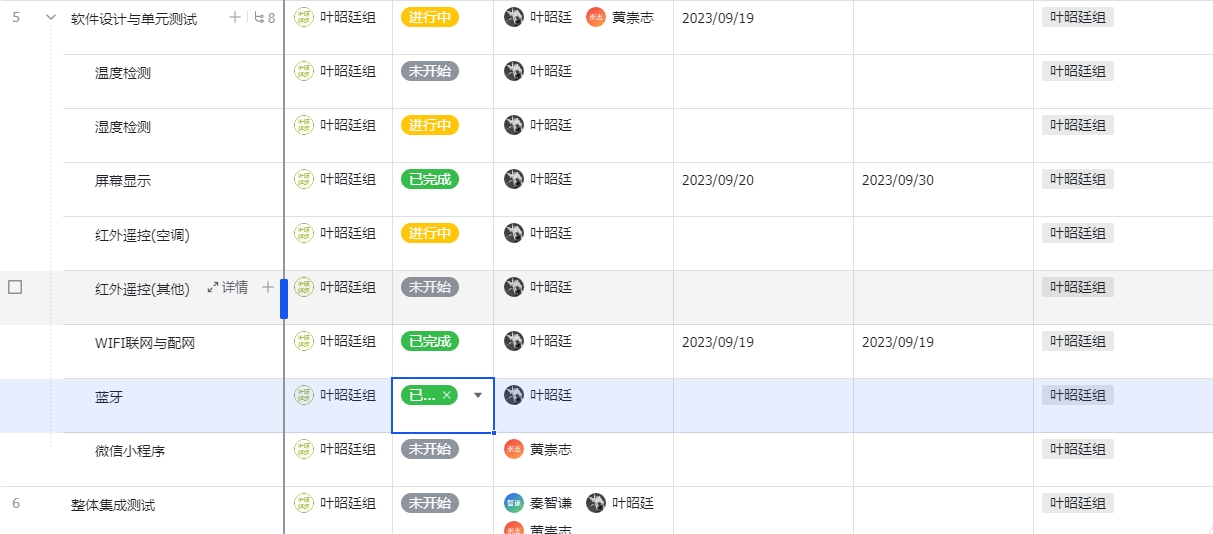 5 软件设计与单元测试 8 叶昭廷组 进行中 叶昭廷 崇志 黄崇志 2023/09/19 叶昭廷组
温度检测 叶昭廷组 未开始 叶昭廷 叶昭廷组
湿度检测 叶昭廷组 进行中 叶昭廷 叶昭廷组
屏幕显示 叶昭廷组 已完成 叶昭廷 2023/09/20 2023/09/30 叶昭廷组
红外遥控(空调) 叶昭廷组 进行中 叶昭廷 叶昭廷组
红外遥控(其他) 详情 叶昭廷组 未开始 叶昭廷 叶昭廷组
WIFI联网与配网 叶昭廷组 已完成 叶昭廷 2023/09/19 2023/09/19 叶昭廷组
蓝牙 叶昭廷组 已... 叶昭廷 叶昭廷组
微信小程序 叶昭廷组 未开始 崇志 黄崇志 叶昭廷组
6 整体集成测试 叶昭廷组 未开始 智谦 秦智谦 叶昭廷 叶昭廷组
崇志 黄崇志